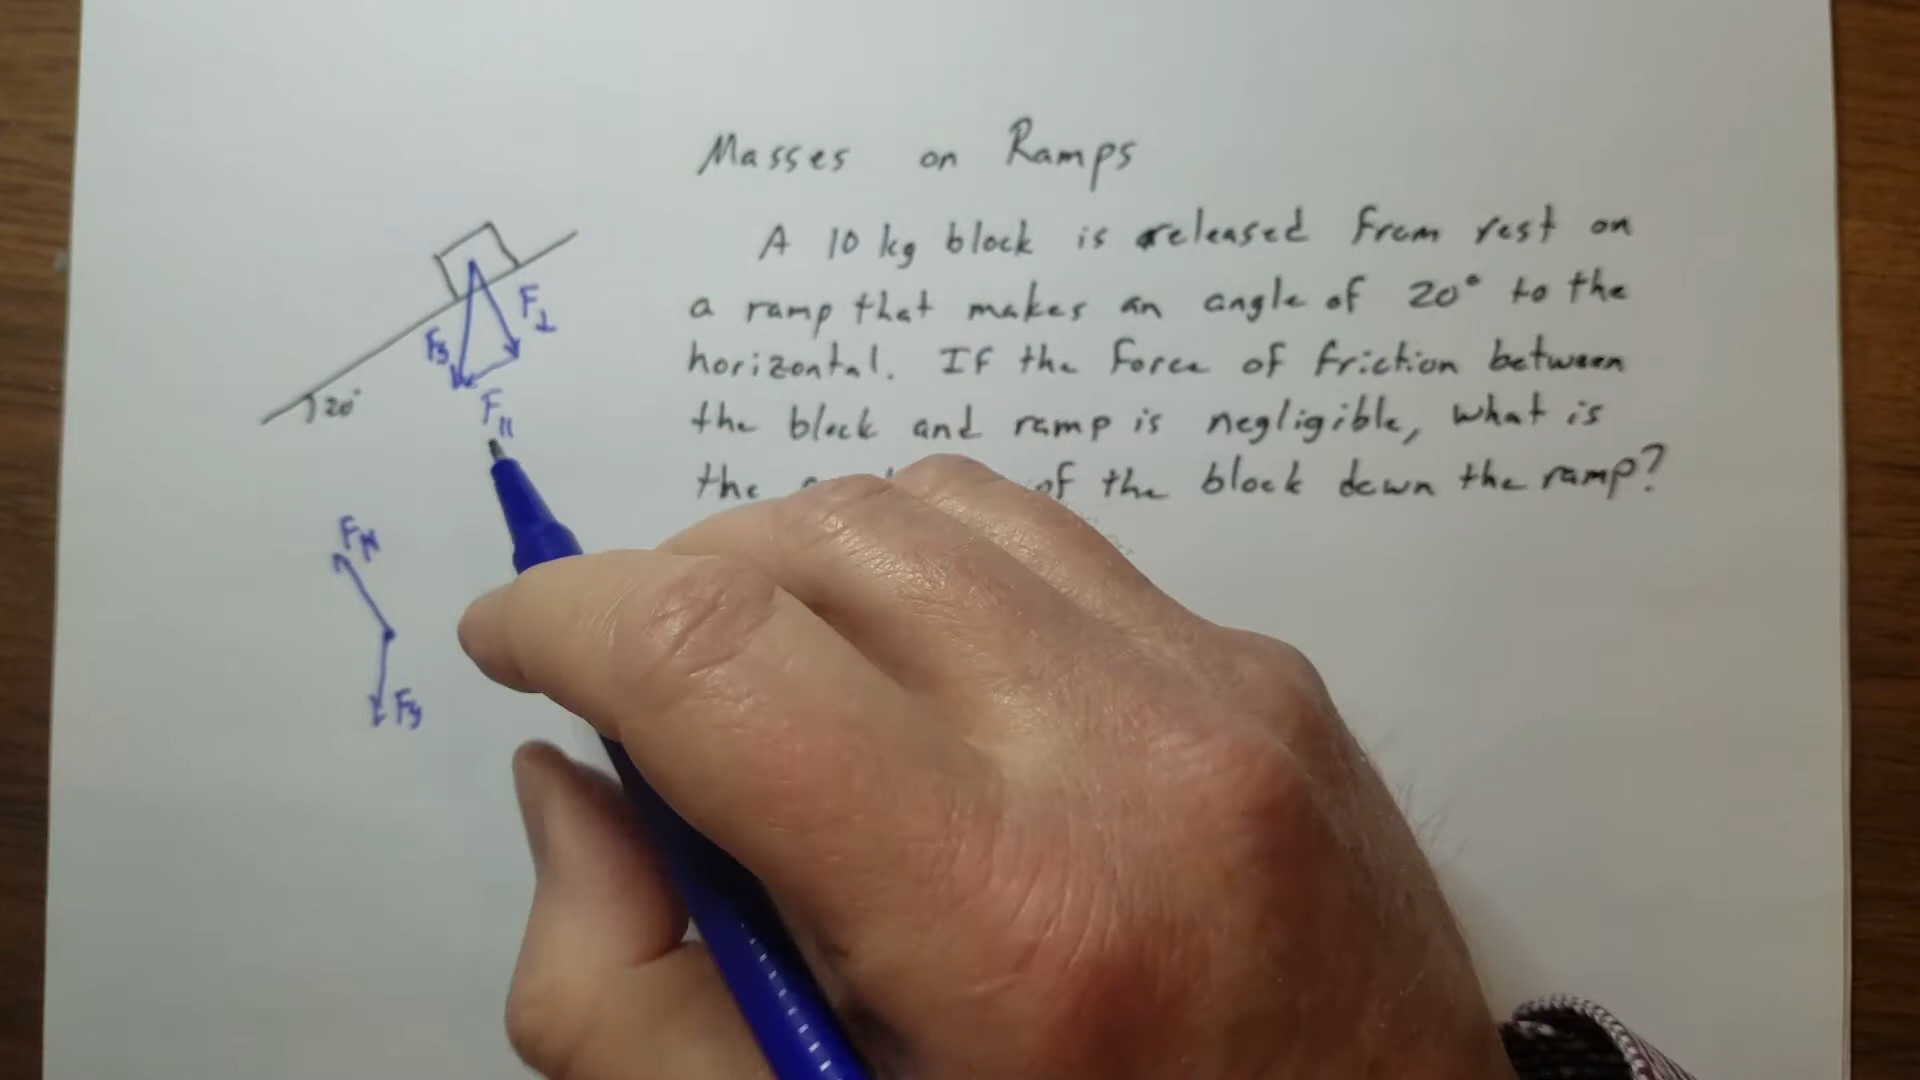 Masses on Ramps
A 10 kg block is released from rest on
a ramp that makes an angle of 20° to the
horizontal. If the force of friction between
the block and ramp is negligible, what is
the of the block down the ramp?
F⊥
Fg
F||
20°
FN
Fg